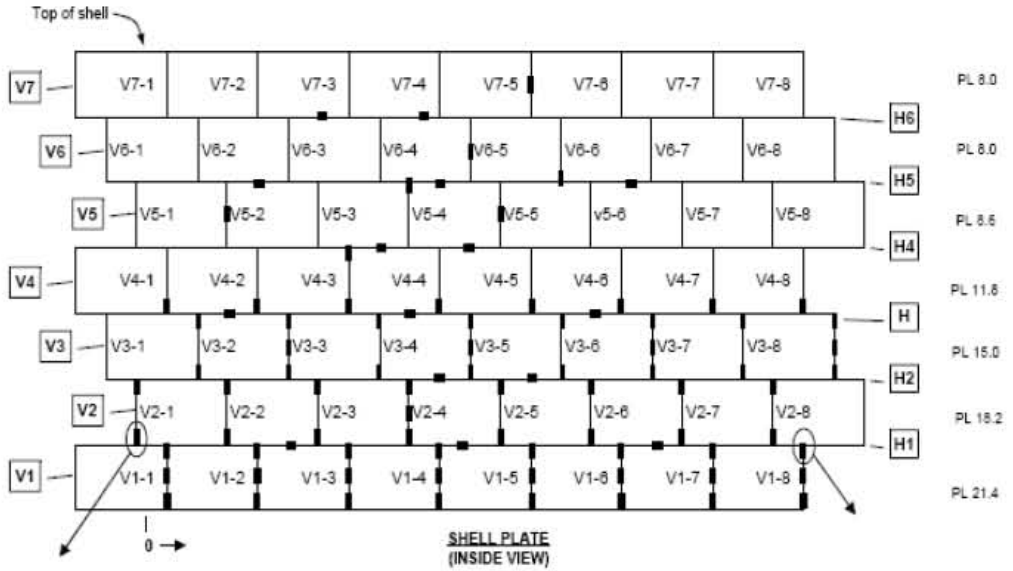 Top of shell
V7 V7-1 V7-2 V7-3 V7-4 V7-5 V7-6 V7-7 V7-8 PL 8.0
H6
V6 V6-1 V6-2 V6-3 V6-4 V6-5 V6-6 V6-7 V6-8 PL 8.0
H5
V5 V5-1 V5-2 V5-3 V5-4 V5-5 v5-6 V5-7 V5-8 PL 8.6
H4
V4 V4-1 V4-2 V4-3 V4-4 V4-5 V4-6 V4-7 V4-8 PL 11.8
H
V3 V3-1 V3-2 V3-3 V3-4 V3-5 V3-6 V3-7 V3-8 PL 15.0
H2
V2 V2-1 V2-2 V2-3 V2-4 V2-5 V2-6 V2-7 V2-8 PL 18.2
H1
V1 V1-1 V1-2 V1-3 V1-4 V1-5 V1-6 V1-7 V1-8 PL 21.4
0
SHELL PLATE
(INSIDE VIEW)